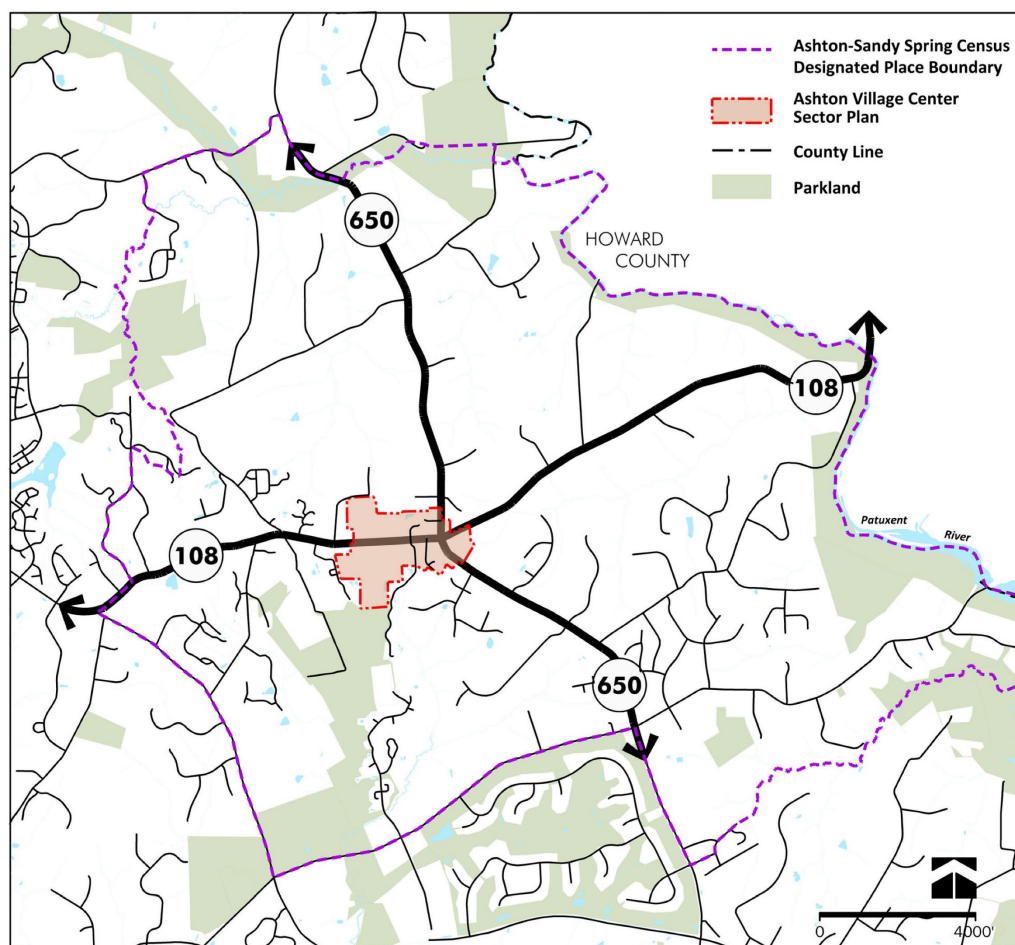 Ashton-Sandy Spring Census
Designated Place Boundary
Ashton Village Center
Sector Plan
County Line
Parkland
650
HOWARD
COUNTY
108
Patuxent
River
108
650
0
4000'